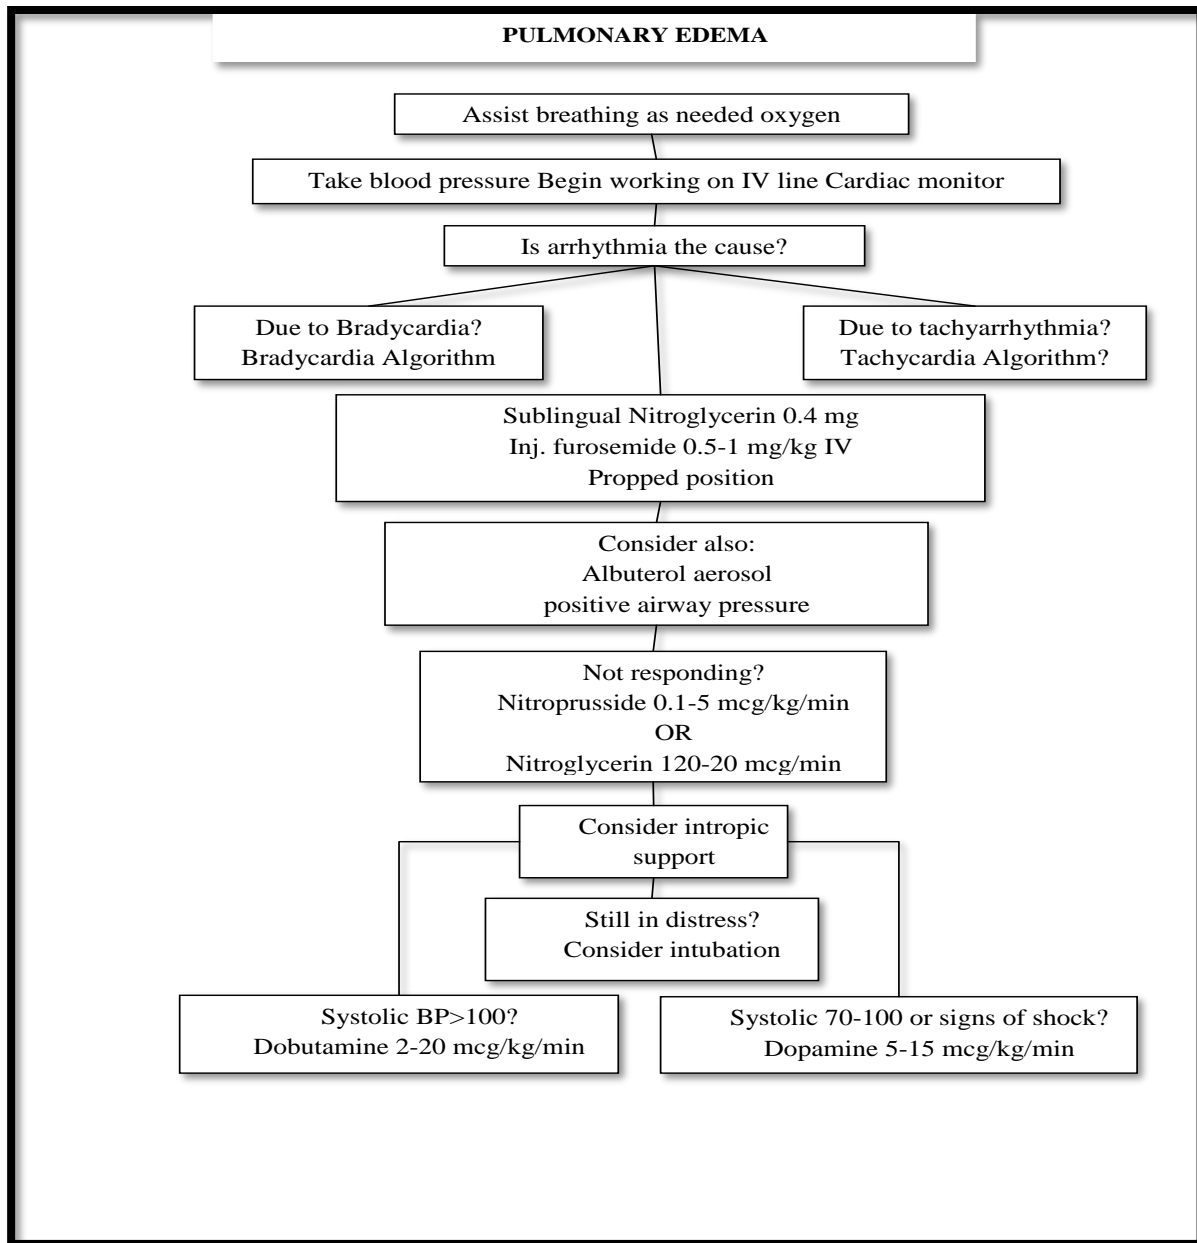 PULMONARY EDEMA
Assist breathing as needed oxygen
Take blood pressure Begin working on IV line Cardiac monitor
Is arrhythmia the cause?
Due to Bradycardia?
Bradycardia Algorithm
Due to tachyarrhythmia?
Tachycardia Algorithm?
Sublingual Nitroglycerin 0.4 mg
Inj. furosemide 0.5-1 mg/kg IV
Propped position
Consider also:
Albuterol aerosol
positive airway pressure
Not responding?
Nitroprusside 0.1-5 mcg/kg/min
OR
Nitroglycerin 120-20 mcg/min
Consider intropic
support
Still in distress?
Consider intubation
Systolic BP>100?
Dobutamine 2-20 mcg/kg/min
Systolic 70-100 or signs of shock?
Dopamine 5-15 mcg/kg/min